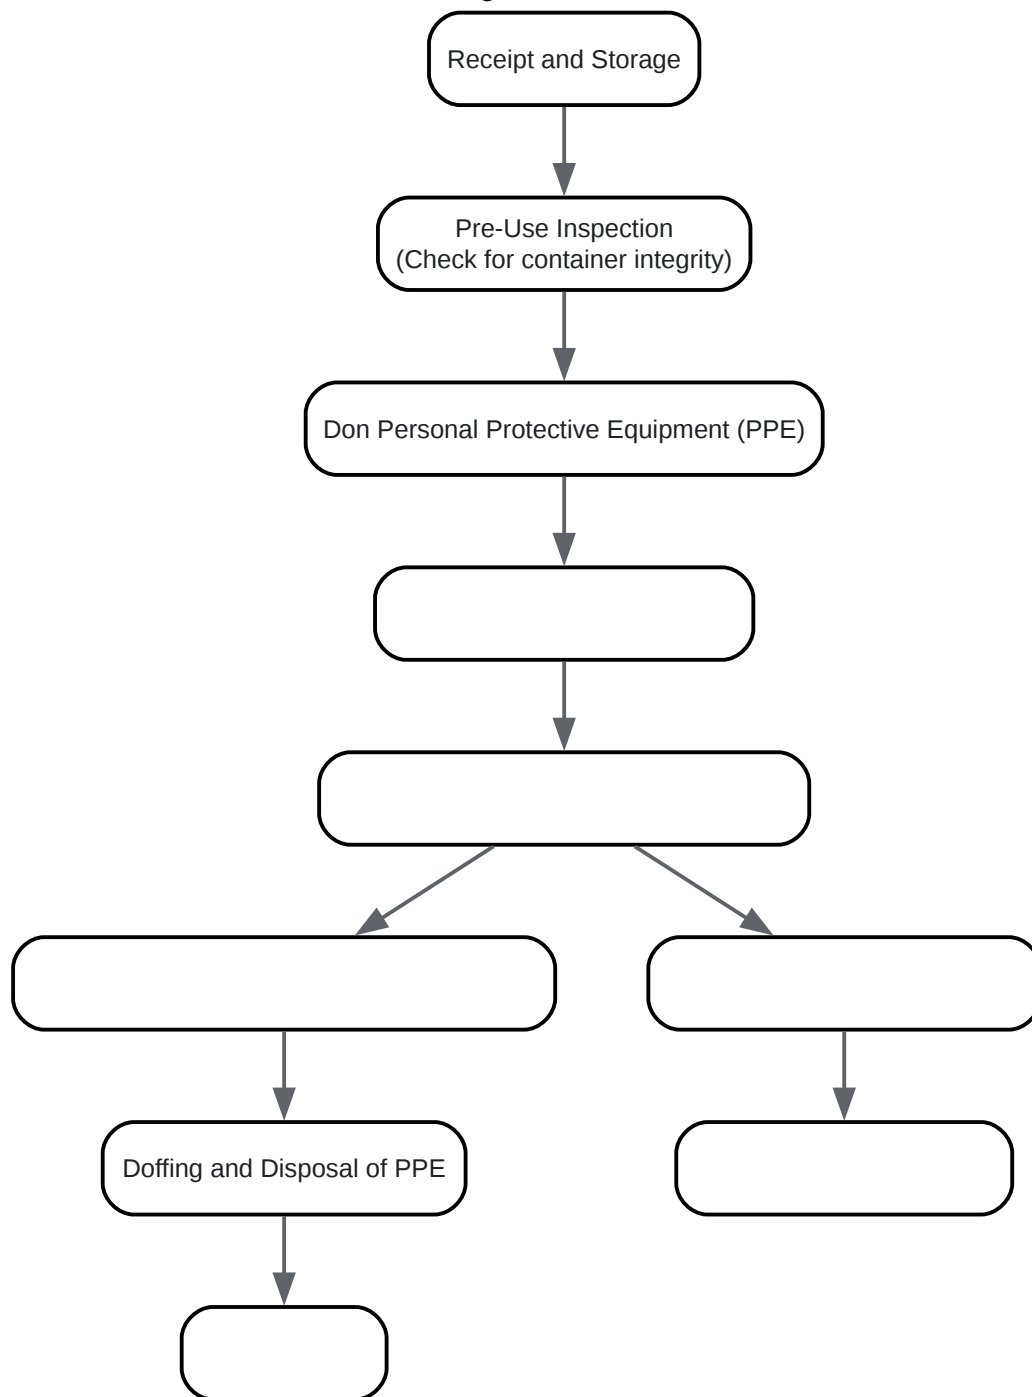 Receipt and Storage
Pre-Use Inspection
(Check for container integrity)
Don Personal Protective Equipment (PPE)
Doffing and Disposal of PPE